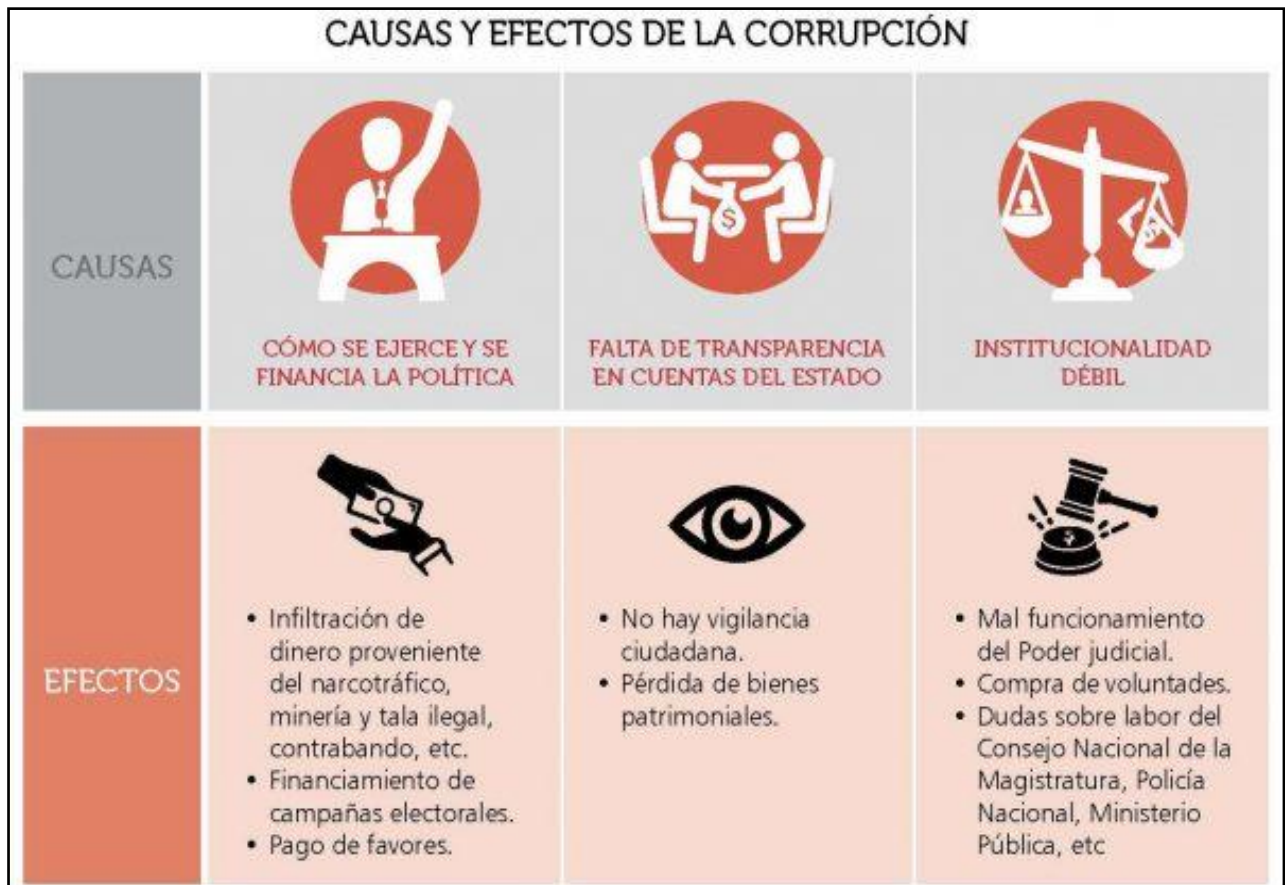 CAUSAS Y EFECTOS DE LA CORRUPCIÓN
CAUSAS
CÓMO SE EJERCE Y SE
FINANCIA LA POLÍTICA
FALTA DE TRANSPARENCIA
EN CUENTAS DEL ESTADO
INSTITUCIONALIDAD
DÉBIL
$
$
EFECTOS
• Infiltración de
dinero proveniente
del narcotráfico,
minería y tala ilegal,
contrabando, etc.
• Financiamiento de
campañas electorales.
• Pago de favores.
• No hay vigilancia
ciudadana.
• Pérdida de bienes
patrimoniales.
• Mal funcionamiento
del Poder judicial.
• Compra de voluntades.
• Dudas sobre labor del
Consejo Nacional de la
Magistratura, Policía
Nacional, Ministerio
Pública, etc